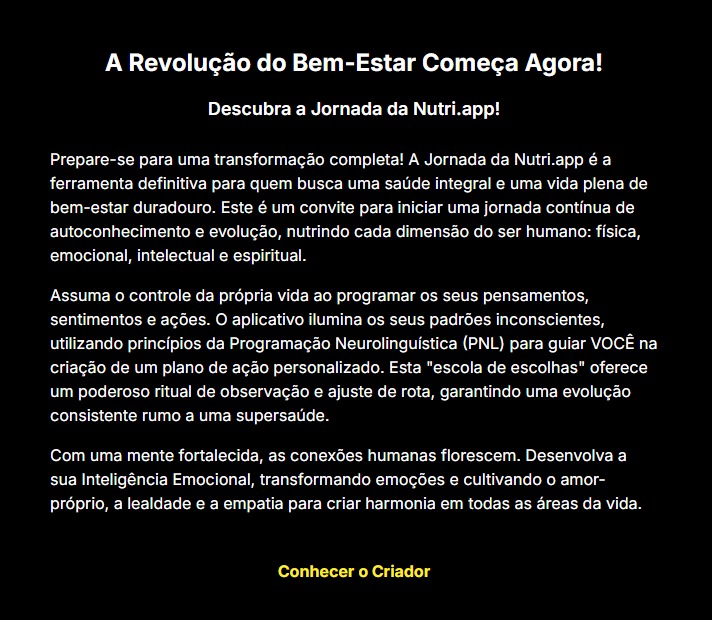 A Revolução do Bem-Estar Começa Agora!
Descubra a Jornada da Nutri.app!
Prepare-se para uma transformação completa! A Jornada da Nutri.app é a
ferramenta definitiva para quem busca uma saúde integral e uma vida plena de
bem-estar duradouro. Este é um convite para iniciar uma jornada contínua de
autoconhecimento e evolução, nutrindo cada dimensão do ser humano: física,
emocional, intelectual e espiritual.
Assuma o controle da própria vida ao programar os seus pensamentos,
sentimentos e ações. O aplicativo ilumina os seus padrões inconscientes,
utilizando princípios da Programação Neurolinguística (PNL) para guiar VOCÊ na
criação de um plano de ação personalizado. Esta "escola de escolhas" oferece
um poderoso ritual de observação e ajuste de rota, garantindo uma evolução
consistente rumo a uma supersaúde.
Com uma mente fortalecida, as conexões humanas florescem. Desenvolva a
sua Inteligência Emocional, transformando emoções e cultivando o amor-
próprio, a lealdade e a empatia para criar harmonia em todas as áreas da vida.
Conhecer o Criador